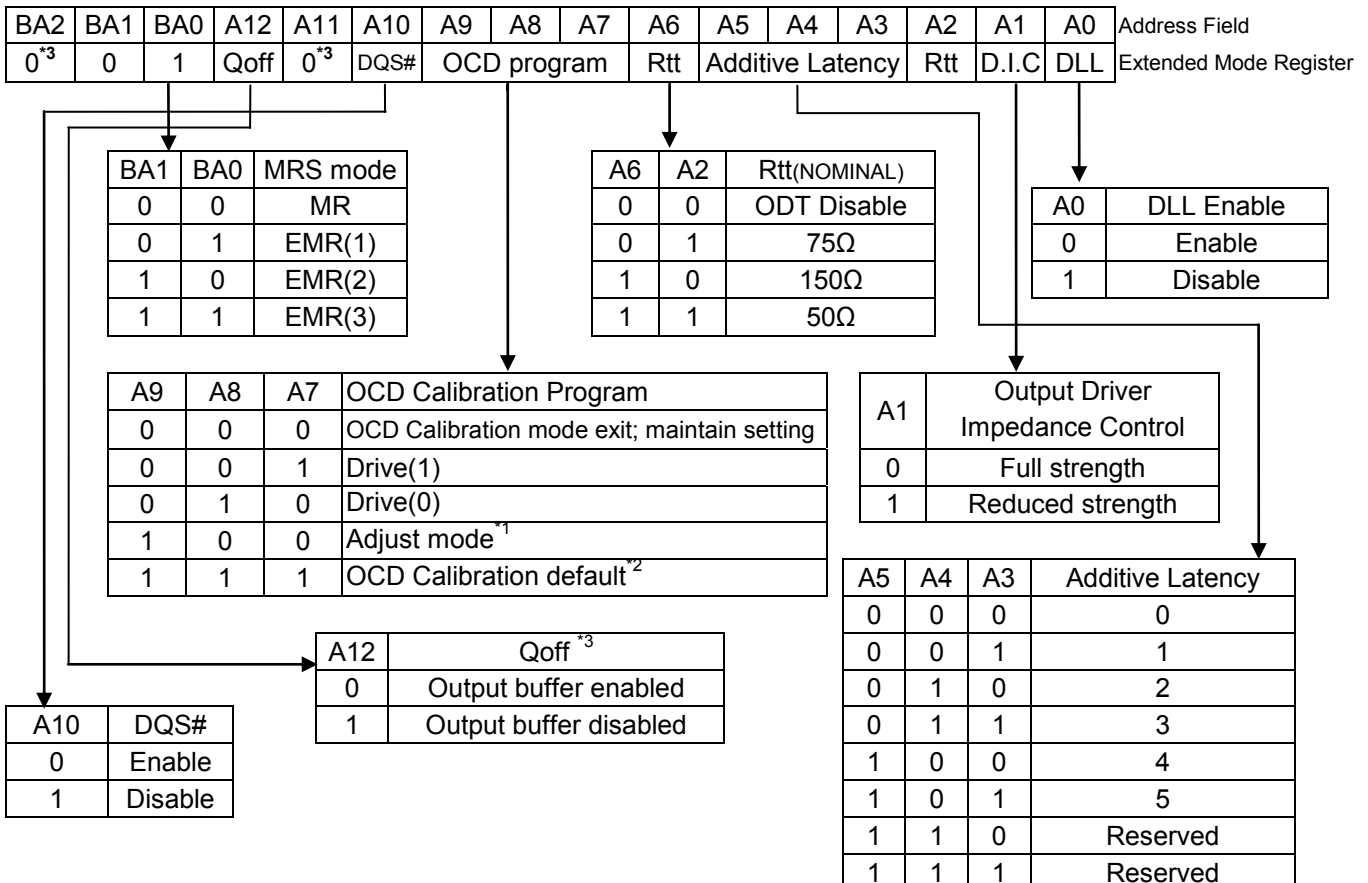 BA2 BA1 BA0 A12 A11 A10 A9 A8 A7 A6 A5 A4 A3 A2 A1 A0 Address Field
0*3 0 1 Qoff 0*3 DQS# OCD program Rtt Additive Latency Rtt D.I.C DLL Extended Mode Register
BA1 BA0 MRS mode
0 0 MR
0 1 EMR(1)
1 0 EMR(2)
1 1 EMR(3)
A6 A2 Rtt(NOMINAL)
0 0 ODT Disable
0 1 75Ω
1 0 150Ω
1 1 50Ω
A0 DLL Enable
0 Enable
1 Disable
A9 A8 A7 OCD Calibration Program
0 0 0 OCD Calibration mode exit; maintain setting
0 0 1 Drive(1)
0 1 0 Drive(0)
1 0 0 Adjust mode*1
1 1 1 OCD Calibration default*2
A1 Output Driver
Impedance Control
0 Full strength
1 Reduced strength
A12 Qoff *3
0 Output buffer enabled
1 Output buffer disabled
A10 DQS#
0 Enable
1 Disable
A5 A4 A3 Additive Latency
0 0 0 0
0 0 1 1
0 1 0 2
0 1 1 3
1 0 0 4
1 0 1 5
1 1 0 Reserved
1 1 1 Reserved